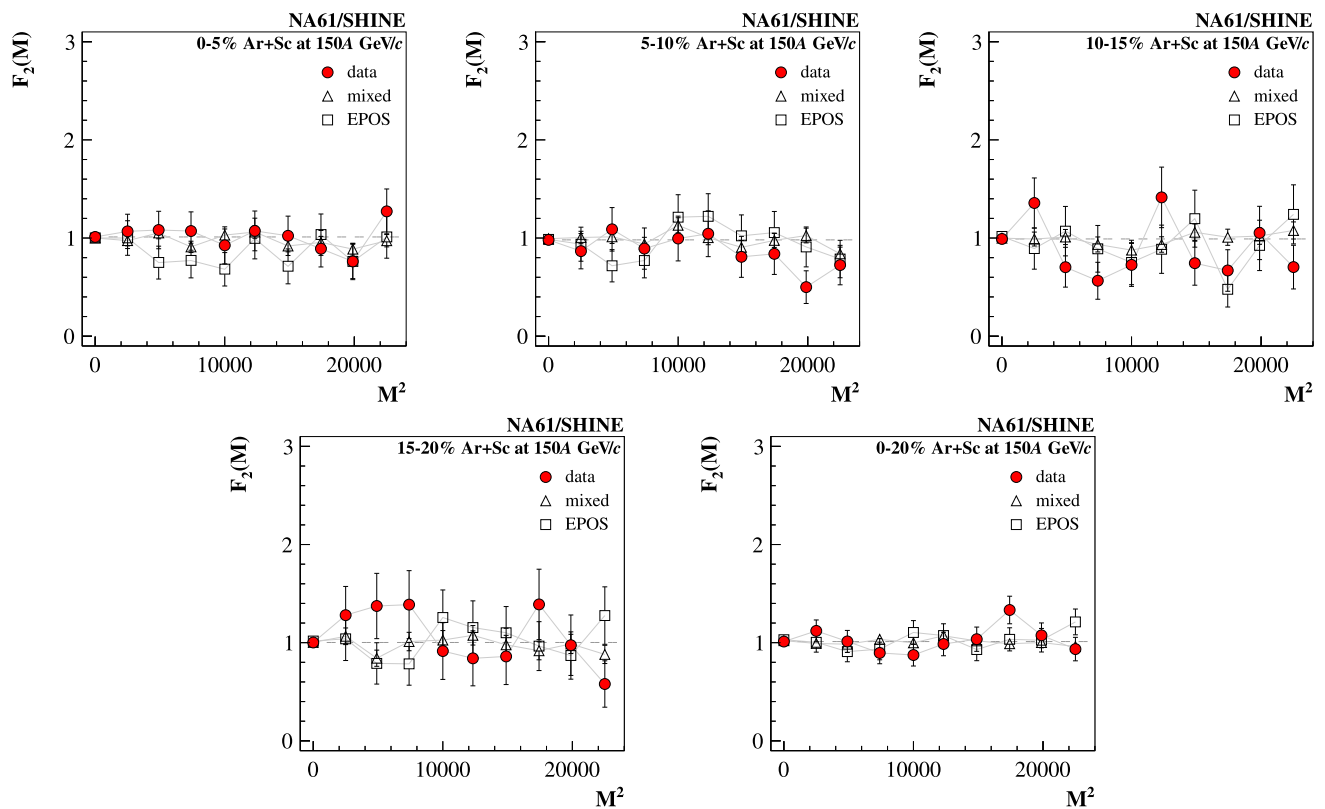 NA61/SHINE
0-5% Ar+Sc at 150A GeV/c
F₂(M)
data
mixed
EPOS
3
2
1
0
0 10000 20000
M²
NA61/SHINE
5-10% Ar+Sc at 150A GeV/c
F₂(M)
data
mixed
EPOS
3
2
1
0
0 10000 20000
M²
NA61/SHINE
10-15% Ar+Sc at 150A GeV/c
F₂(M)
data
mixed
EPOS
3
2
1
0
0 10000 20000
M²
NA61/SHINE
15-20% Ar+Sc at 150A GeV/c
F₂(M)
data
mixed
EPOS
3
2
1
0
0 10000 20000
M²
NA61/SHINE
0-20% Ar+Sc at 150A GeV/c
F₂(M)
data
mixed
EPOS
3
2
1
0
0 10000 20000
M²